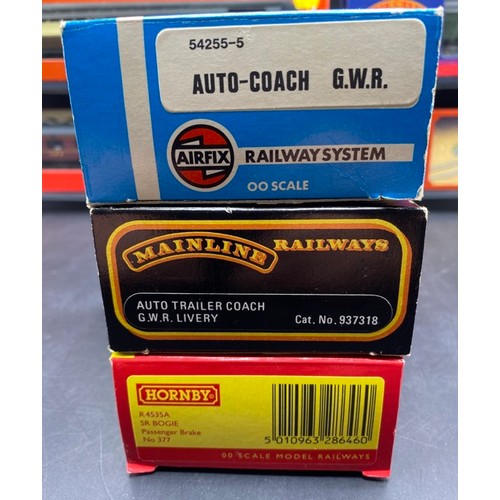 54255-5
AUTO-COACH G.W.R.
AIRFIX RAILWAY SYSTEM
OO SCALE
MAINLINE RAILWAYS
AUTO TRAILER COACH
G.W.R. LIVERY Cat. No. 937318
HORNBY
R4535A
SR BOGIE
Passenger Brake
No 377
5 010963 286460
00 SCALE MODEL RAILWAYS